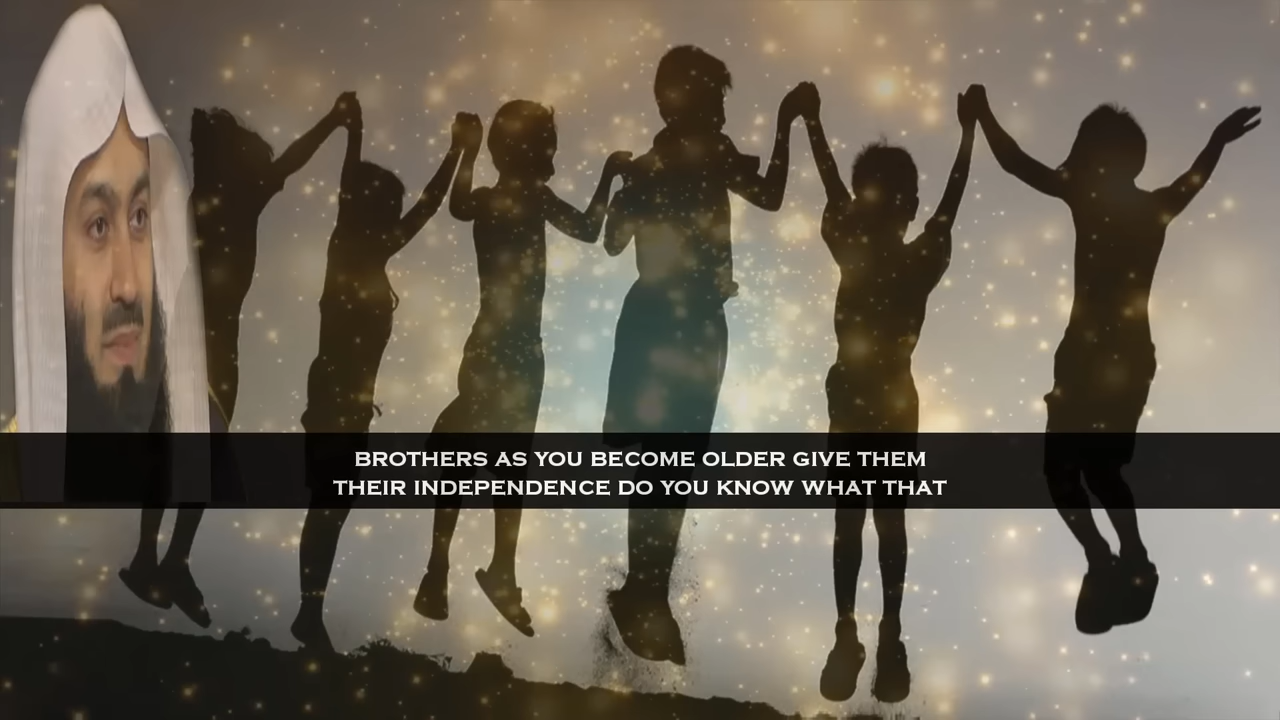 BROTHERS AS YOU BECOME OLDER GIVE THEM
THEIR INDEPENDENCE DO YOU KNOW WHAT THAT